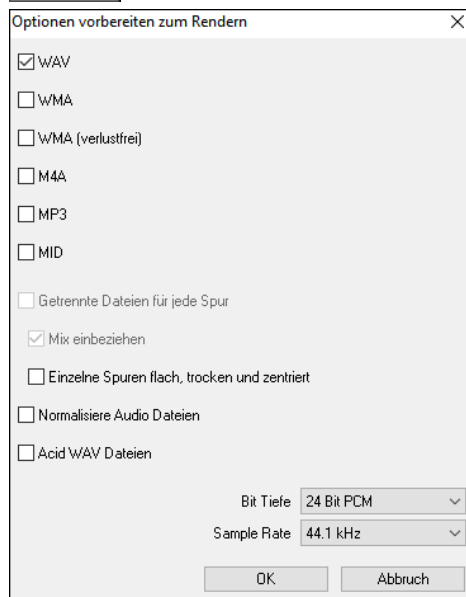 Optionen vorbereiten zum Rendern
WAV
WMA
WMA (verlustfrei)
M4A
MP3
MID
Getrennte Dateien für jede Spur
Mix einbeziehen
Einzelne Spuren flach, trocken und zentriert
Normalisiere Audio Dateien
Acid WAV Dateien
Bit Tiefe 24 Bit PCM
Sample Rate 44.1 kHz
OK Abbruch